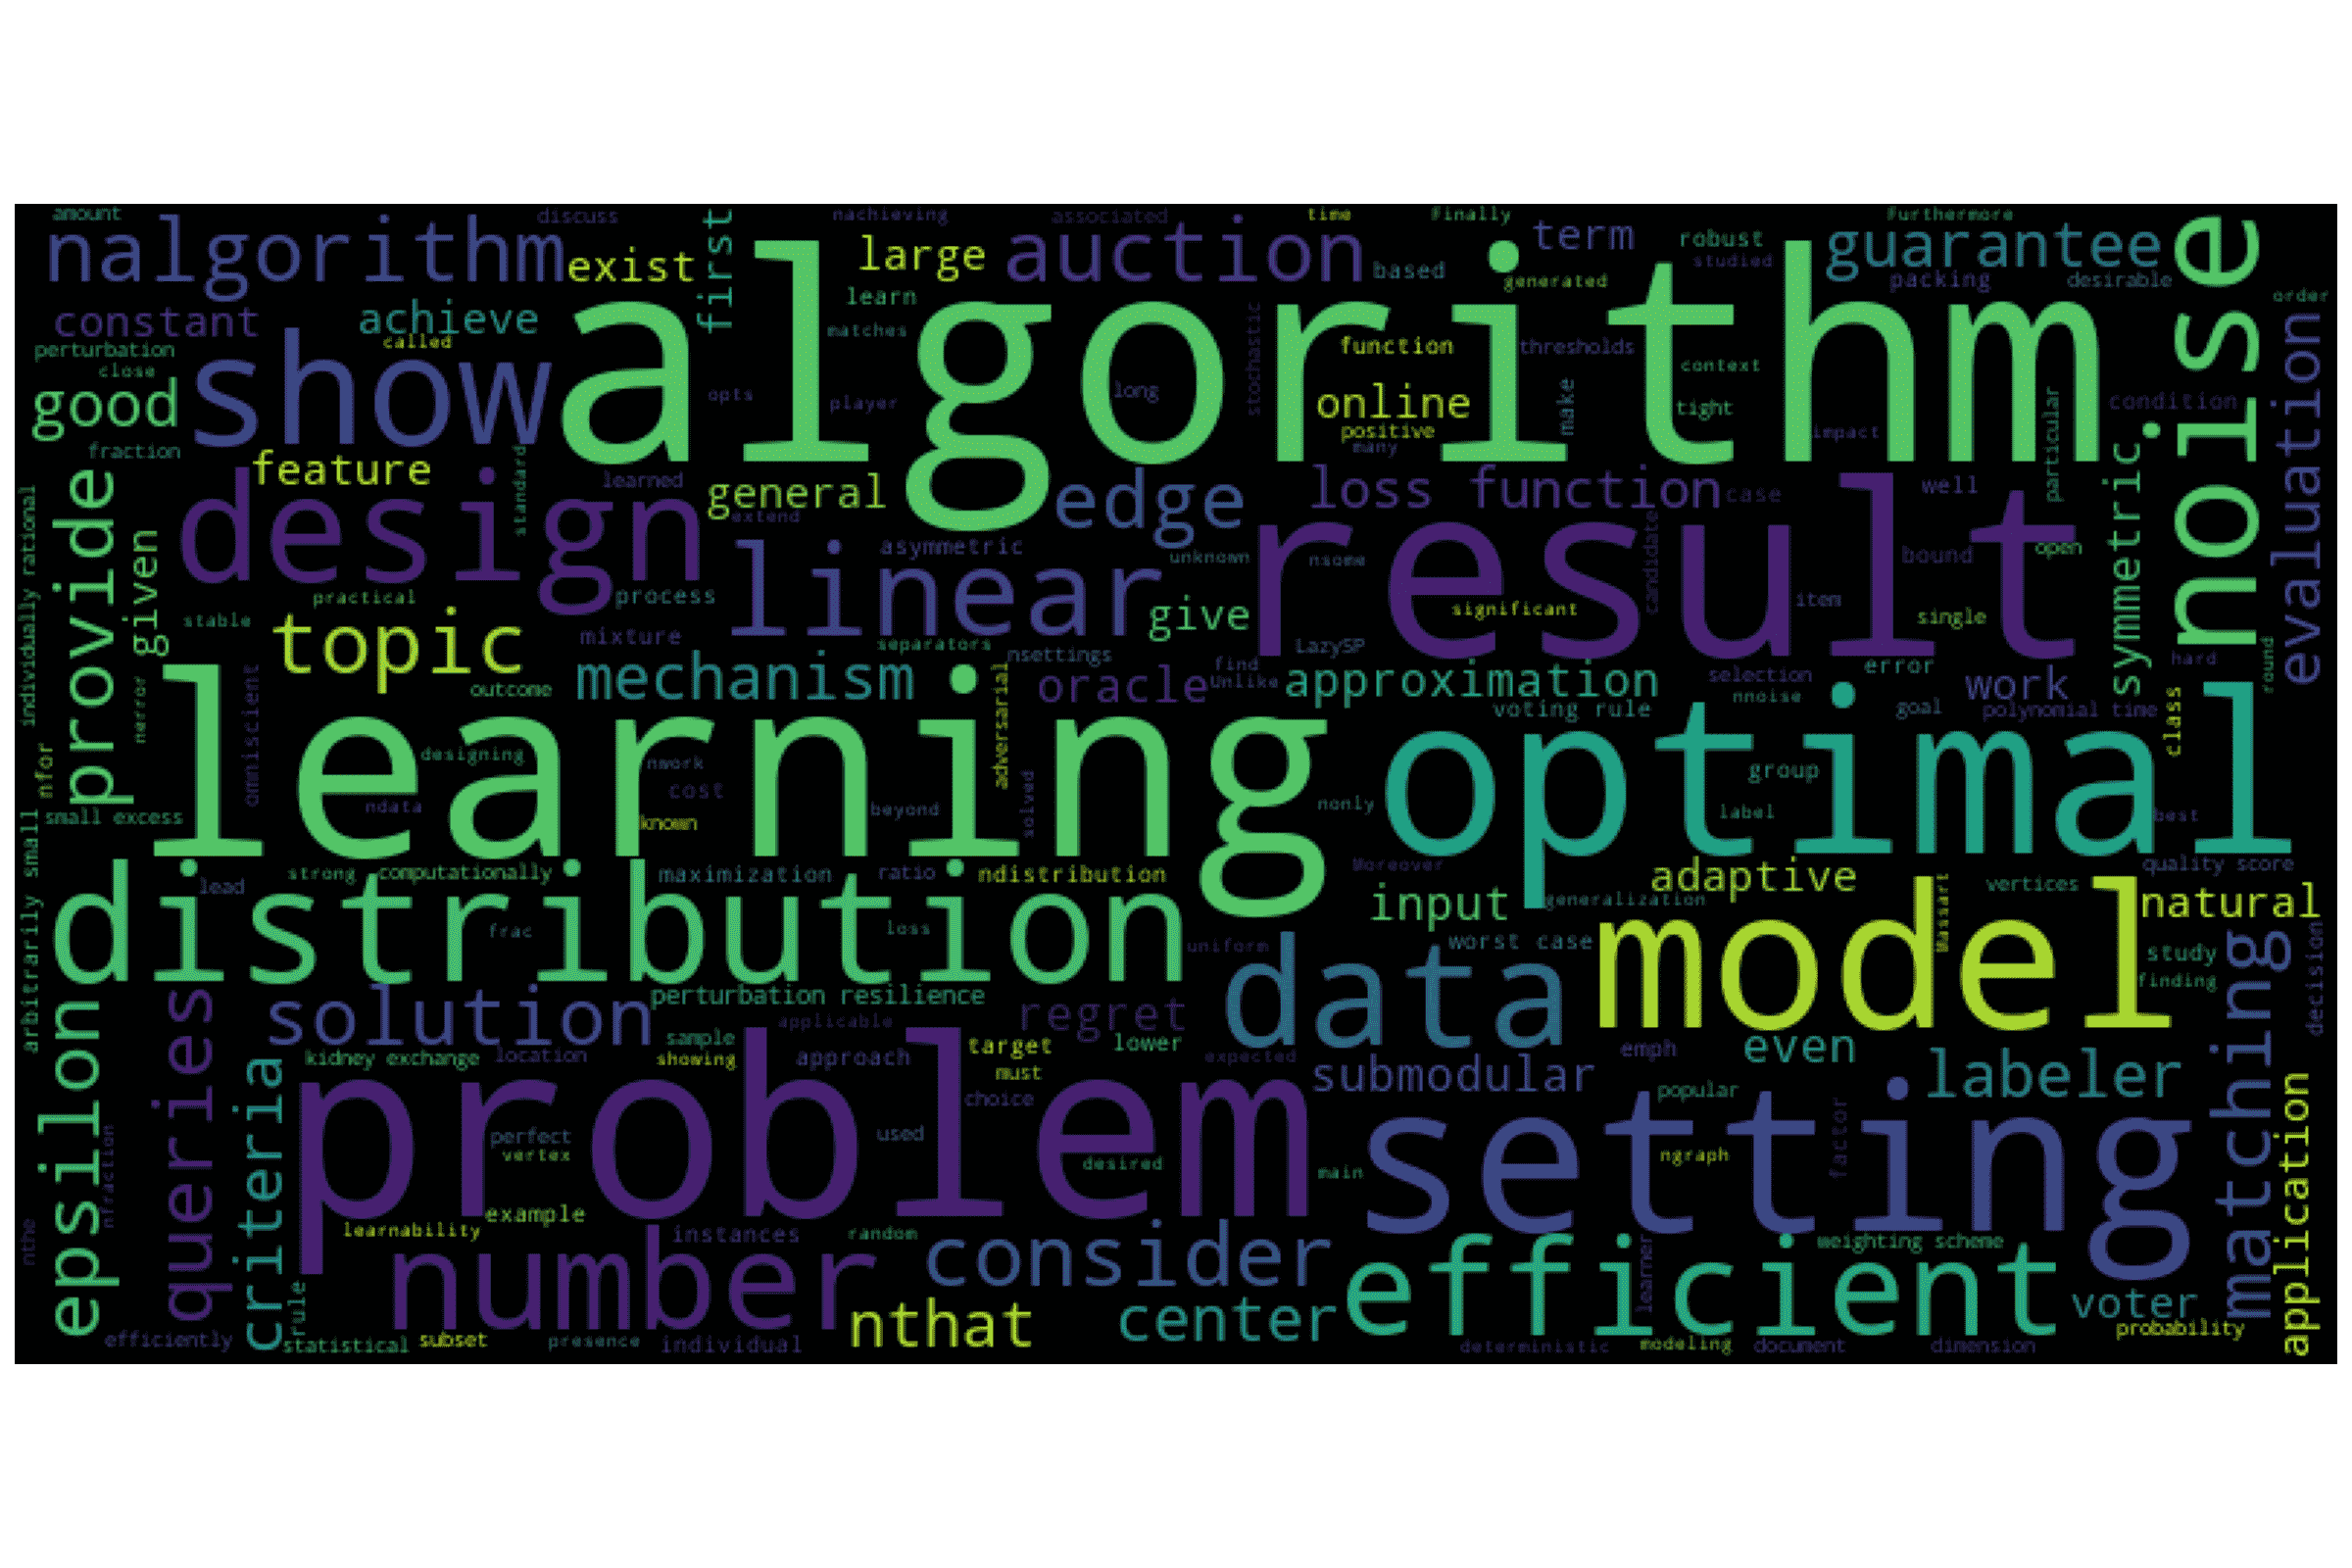 amount
discuss
nachieving
associated
time
Finally
Furthermore
nalgorithm
exist
first
large
auction
term
robust
studied
guarantee
noise
based
generated
packing
desirable
order
constant
achieve
called
learn
matches
algorithm
stochastic
function
thresholds
context
evaluation
perturbation
close
show
good
opts
player
long
online
positive
many
make
tight
impact
particular
condition
fraction
feature
standard
design
learned
general
extend
edge
loss function
case
well
symmetric
individually rational
provide
given
linear
asymmetric
unknown
result
nsome
candidate
bound
open
practical
process
give
significant
item
single
stable
topic
mixture
separators
nsettings
LazySP
find
Unlike
error
hard
round
outcome
mechanism
oracle
approximation
selection
nnoise
work
voting rule
goal
polynomial time
nerror
omniscient
learning
adversarial
optimal
class
nfor
designing
nwork
cost
known
ndata
beyond
solved
nonly
group
label
best
small excess
arbitrarily small
distribution
lead
strong
computationally
maximization
ratio
ndistribution
Moreover
adaptive
vertices
quality score
input
generalization
Massart
natural
frac
loss
uniform
worst case
model
study
finding
decision
epsilon
queries
solution
perturbation resilience
regret
data
matching
applicable
sample
kidney exchange
location
showing
approach
target
must
lower
expected
emph
even
submodular
labeler
criteria
problem
choice
popular
setting
application
perfect
vertex
used
desired
main
ngraph
factor
nfraction
learnability
example
instances
random
nthe
number
consider
efficient
learner
weighting scheme
rule
nthat
center
voter
probability
efficiently
statistical
subset
presence
individual
deterministic
modeling
document
dimension